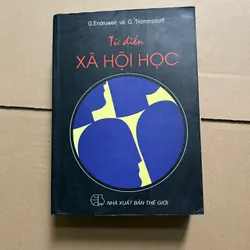 G.Endruweit và G. Trommsdorff
Từ điển
XÃ HỘI HỌC
NHÀ XUẤT BẢN THẾ GIỚI